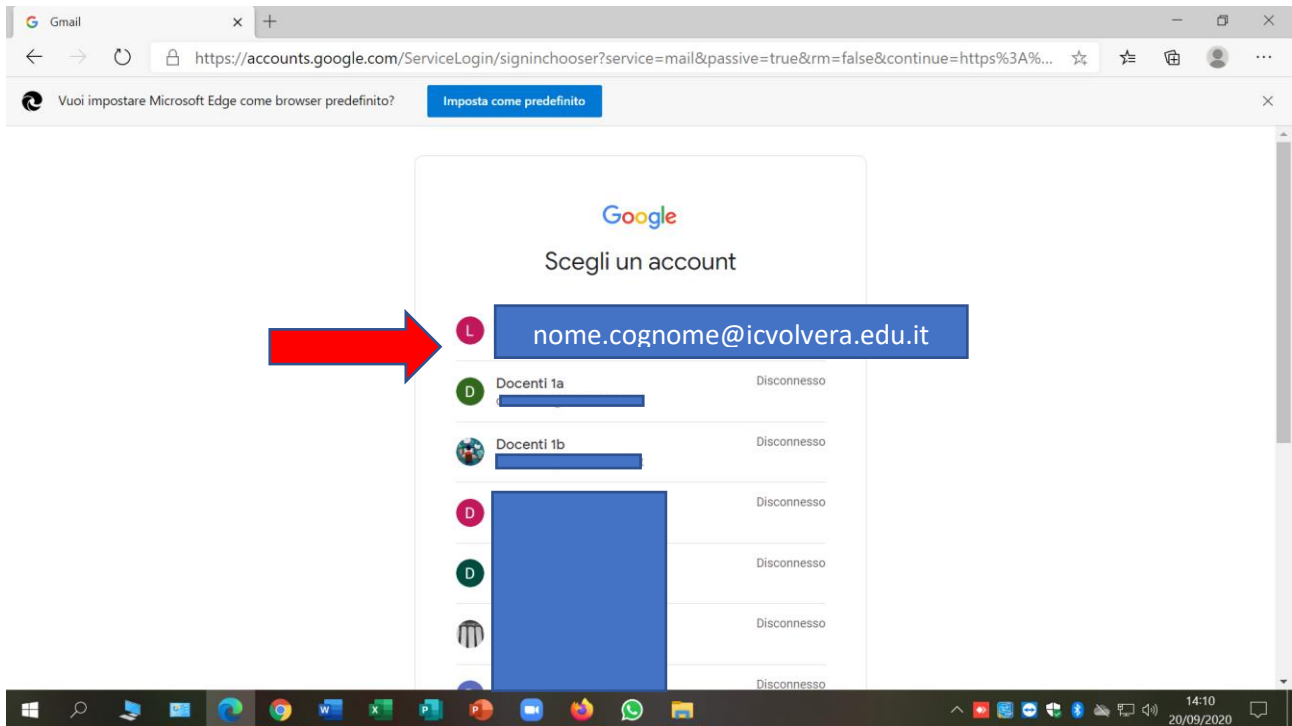 G Gmail
https://accounts.google.com/ServiceLogin/signinchooser?service=mail&passive=true&rm=false&continue=https%3A%...
Vuoi impostare Microsoft Edge come browser predefinito?
Imposta come predefinito
Google
Scegli un account
L
nome.cognome@icvolvera.edu.it
D
Docenti 1a
Disconnesso
Docenti 1b
Disconnesso
D
Disconnesso
D
Disconnesso
Disconnesso
Disconnesso
14:10
20/09/2020